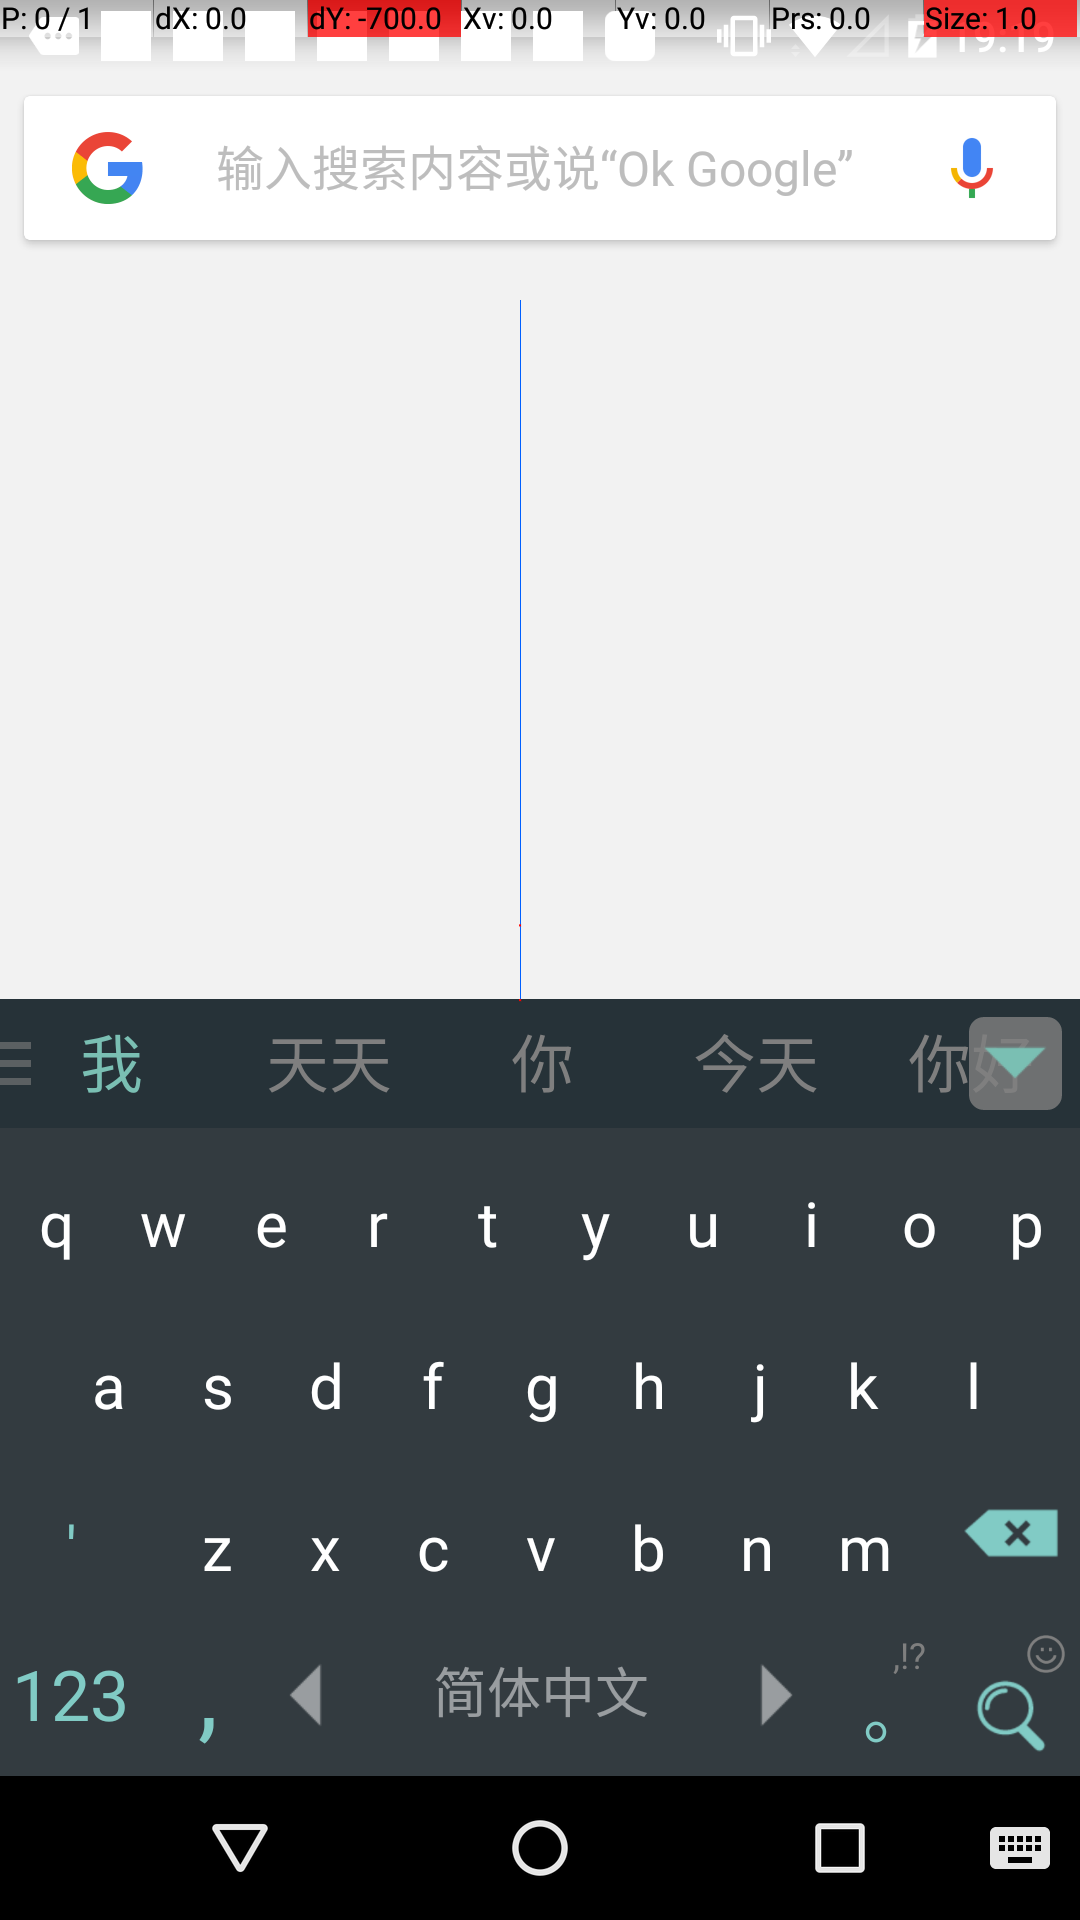 P: 0 / 1 dX: 0.0 dY: -700.0 Xv: 0.0 Yv: 0.0 Prs: 0.0 Size: 1.0
19:19
输入搜索内容或说“Ok Google”
我 天天 你 今天 你好
q w e r t y u i o p
a s d f g h j k l
' z x c v b n m
,!?
123 , 简体中文 。